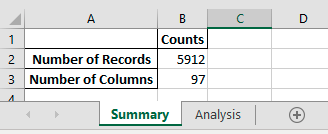 A B C D
1 Counts
2 Number of Records 5912
3 Number of Columns 97
4
Summary Analysis